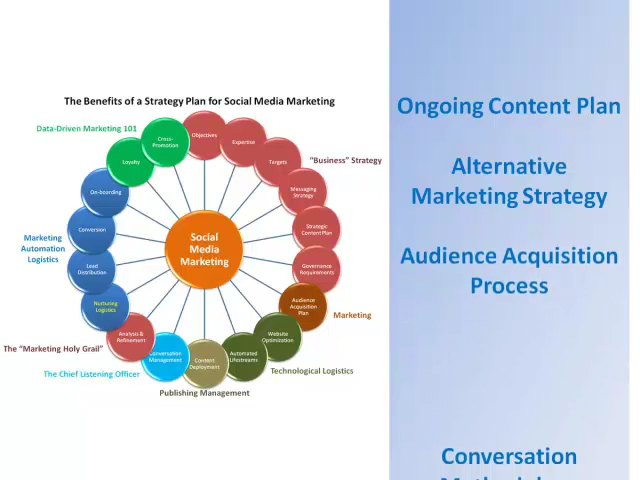 The Benefits of a Strategy Plan for Social Media Marketing
Data-Driven Marketing 101
"Business" Strategy
Marketing
Automation
Logistics
The "Marketing Holy Grail"
The Chief Listening Officer
Publishing Management
Technological Logistics
Marketing
Social
Media
Marketing
Objectives
Expertise
Targets
Messaging
Strategy
Strategic
Content Plan
Governance
Requirements
Audience
Acquisition
Plan
Website
Optimization
Automated
Lifestreams
Content
Deployment
Conversation
Management
Analysis &
Refinement
Nurturing
Logistics
Lead
Distribution
Conversion
On-boarding
Loyalty
Cross-
Promotion
Ongoing Content Plan
Alternative
Marketing Strategy
Audience Acquisition
Process
Conversation